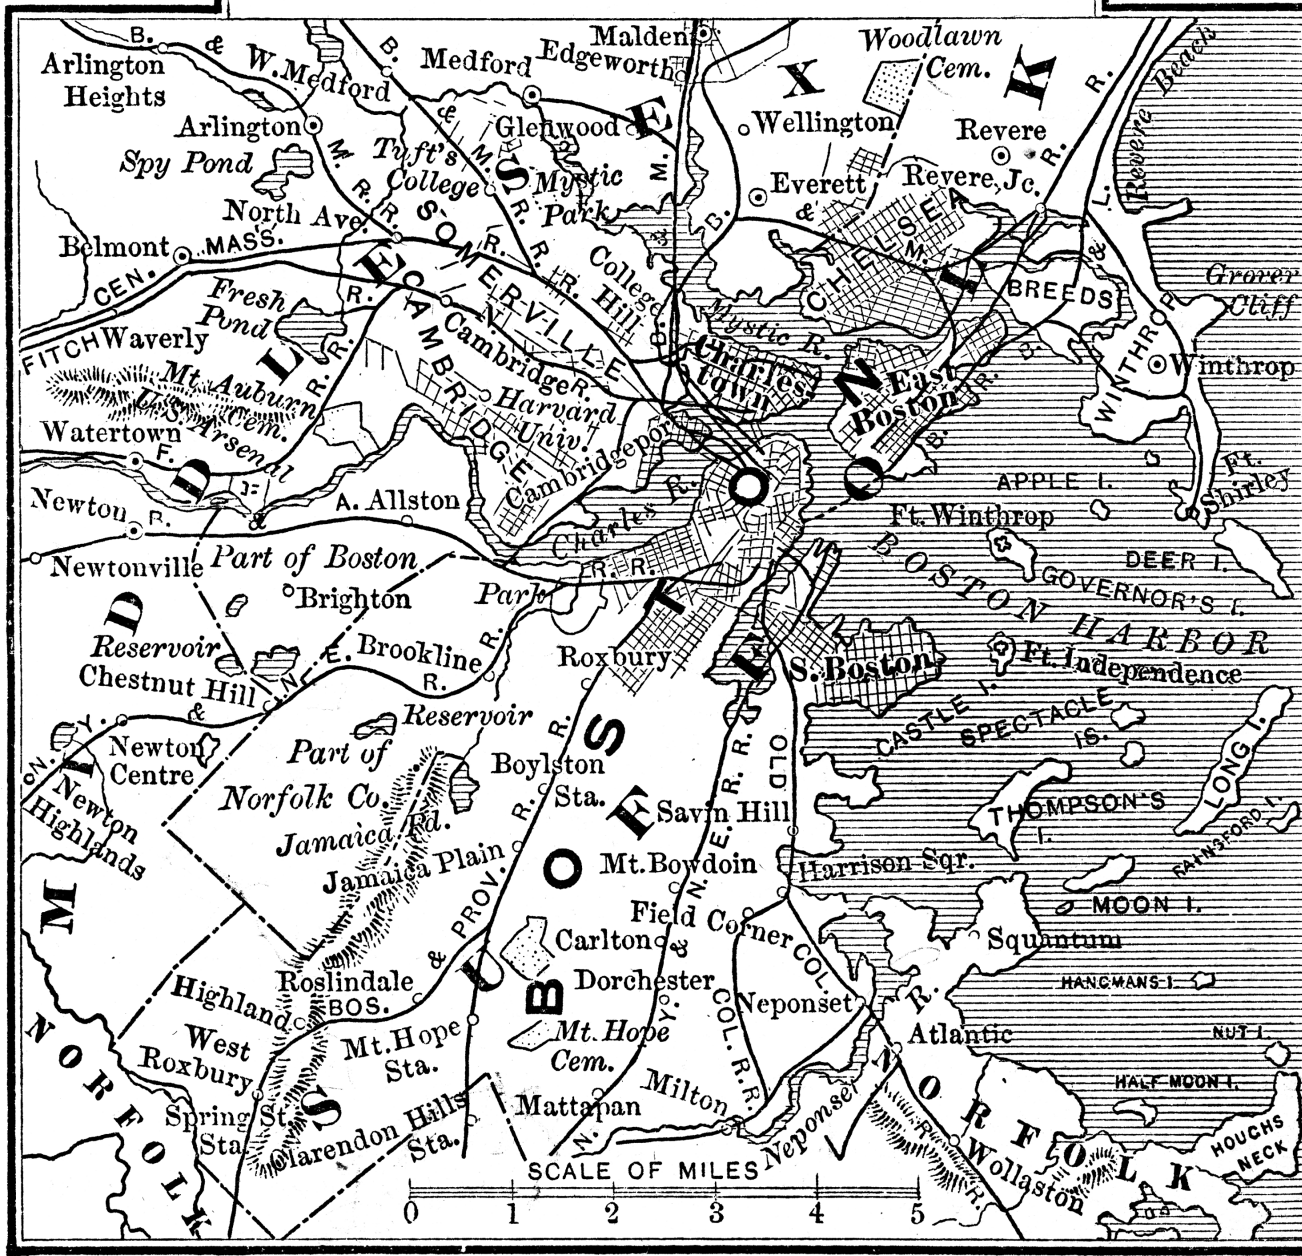 Malden
Woodlawn
Cem.
B. & W. Medford
B.
Medford
Edgeworth
Arlington
Heights
R.
Beach
Arlington
Glenwood
Wellington
Revere
Spy Pond
M. R. R.
Tuft's
College
& M. R. R.
Mystic
Park
M.
Everett
Revere Jc.
Revere
North Ave.
SOMERVILLE
B.
&
CHELSEA
M.
R.
L.
Belmont
MASS.
CEN.
R.
R.
College
Hill
&
B.
Grover
Cliff
Fresh
Pond
R.
CAMBRIDGE
N.
Mystic R.
BREEDS
WINTHROP
FITCH
Waverly
Cambridge
R.
Charles-
town
East
Boston
B.
R.
Winthrop
Mt. Auburn
Cem.
U.S. Arsenal
R.R.
Harvard
Univ.
Cambridgeport
Watertown
F.
B.
APPLE I.
Ft.
Shirley
Newton
R.
&
A. Allston
Charles R.
Ft. Winthrop
DEER I.
GOVERNOR'S I.
Newtonville
Part of Boston
R. R.
BOSTON HARBOR
Brighton
Park
Reservoir
E.
Brookline
R.
R.
Roxbury
S. Boston
Ft. Independence
CASTLE I.
Chestnut Hill
N.
&
Y.
Reservoir
SPECTACLE
IS.
LONG I.
Newton
Centre
Part of
Norfolk Co.
Boylston
Sta.
R.
R.
OLD
Savin Hill
THOMPSON'S
I.
RAINSFORD I.
Newton
Highlands
Jamaica Pd.
Jamaica Plain
N. E. R. R.
Mt. Bowdoin
Harrison Sqr.
MOON I.
Field Corner
Squantum
Carlton
&
COL.
R.
PROV.
&
Roslindale
BOS.
Dorchester
Neponset
HANGMANS I.
Highland
West
Roxbury
Mt. Hope
Sta.
Mt. Hope
Cem.
Y.
COL. R. R.
Atlantic
NUT I.
HALF MOON I.
Spring St.
Sta.
Clarendon Hills
Sta.
Mattapan
N.
Milton
Neponset
R.
R.
Wollaston
HOUGHS
NECK
MIDDLESEX
SUFFOLK
BOSTON
NORFOLK
NORFOLK
SCALE OF MILES
0 1 2 3 4 5